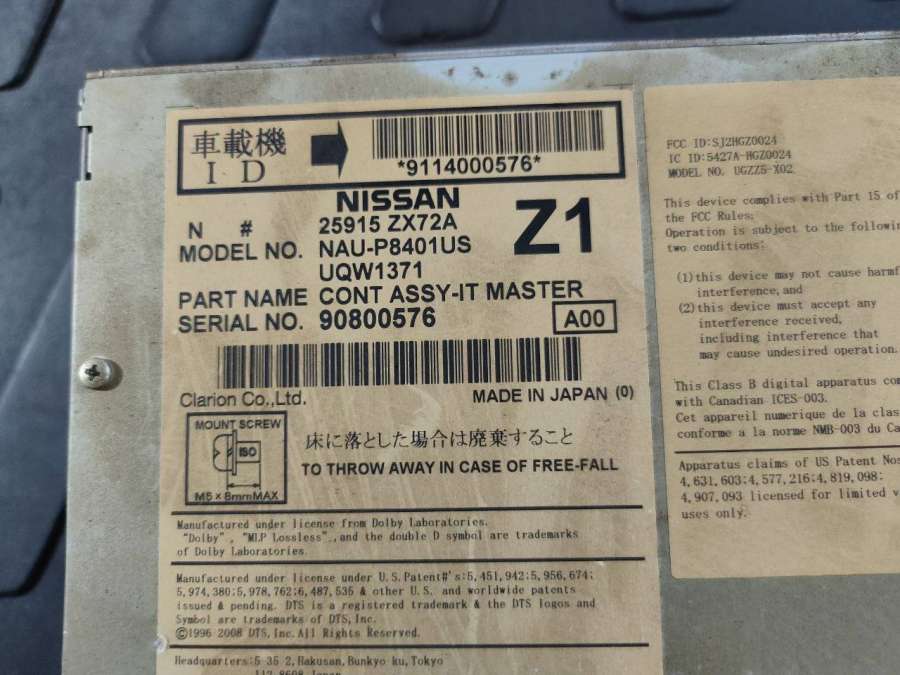 車載機
I D
*9114000576*
NISSAN
N # 25915 ZX72A
Z1
MODEL NO. NAU-P8401US
UQW1371
PART NAME CONT ASSY-IT MASTER
SERIAL NO. 90800576
A00
Clarion Co.,Ltd.
MADE IN JAPAN (0)
MOUNT SCREW
ISO
M5×8mmMAX
床に落とした場合は廃棄すること
TO THROW AWAY IN CASE OF FREE-FALL
Manufactured under license from Dolby Laboratories.
"Dolby", "MLP Lossless", and the double D symbol are trademarks
of Dolby Laboratories.
Manufactured under license under U.S.Patent#'s:5,451,942;5,956,674;
5,974,380;5,978,762;6,487,535 & other U.S. and worldwide patents
issued & pending. DTS is a registered trademark & the DTS logos and
Symbol are trademarks of DTS,Inc.
©1996 2008 DTS,Inc.All Rights Reserved.
Headquarters:5 35 2,Hakusan,Bunkyo ku,Tokyo
112 8608 Japan
FCC ID:SJ2HGZ0024
IC ID:5427A-HGZ0024
MODEL NO. UGZZ5-X02
This device complies with Part 15 of
the FCC Rules;
Operation is subject to the
two conditions;
(1)this device may not cause
interference,and
(2)this device must accept any
interference received,
including interference that
may cause undesired operation.
This Class B digital apparatus
with Canadian ICES-003.
Cet appareil numerique de la
conforme a la norme NMB-003 du
Apparatus claims of US Patent Nos
4,631,603;4,577,216;4,819,098;
4,907,093 licensed for limited
uses only.